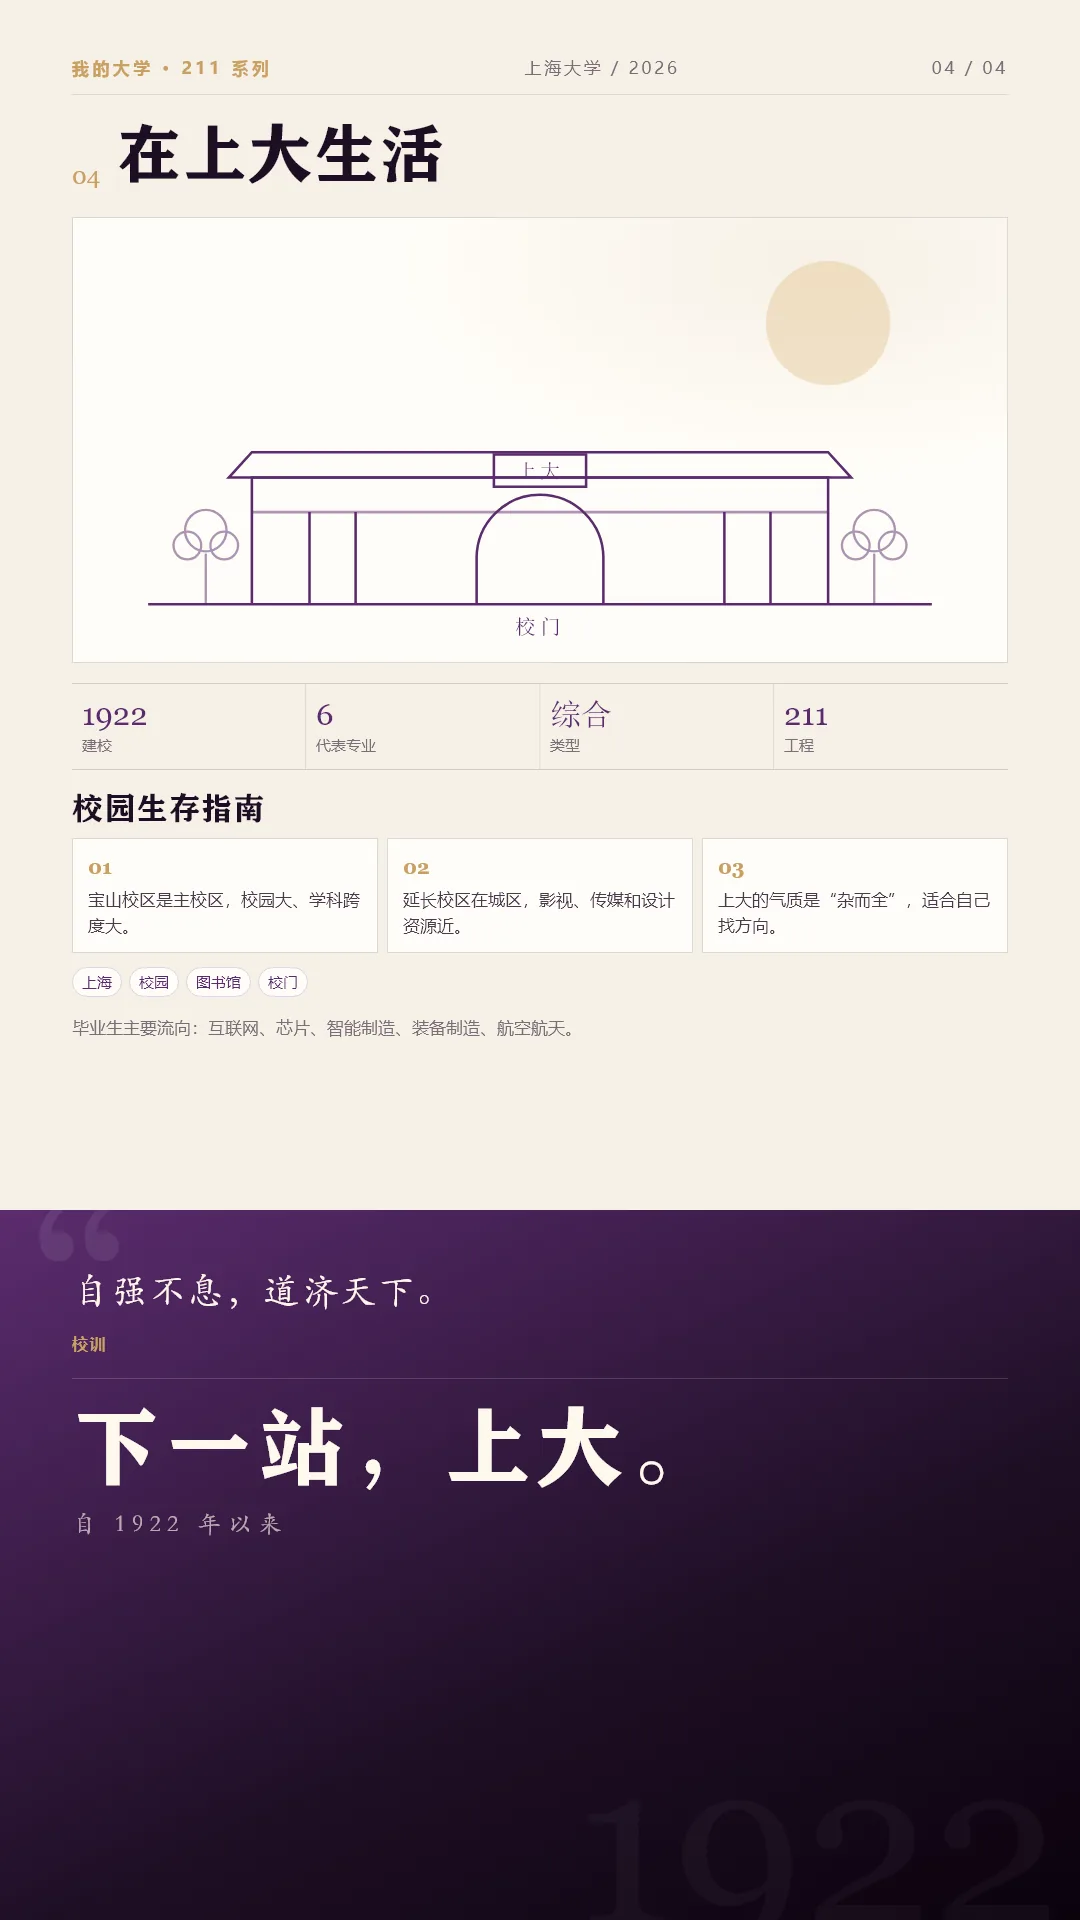 我的大学 · 211 系列
上海大学 / 2026
04 / 04
04 在上大生活
上大
校门
1922
建校
6
代表专业
综合
类型
211
工程
校园生存指南
01
宝山校区是主校区，校园大、学科跨
度大。
02
延长校区在城区，影视、传媒和设计
资源近。
03
上大的气质是“杂而全”，适合自己
找方向。
上海
校园
图书馆
校门
毕业生主要流向：互联网、芯片、智能制造、装备制造、航空航天。
“
自强不息，道济天下。
校训
下一站，上大。
自 1922 年以来
1922